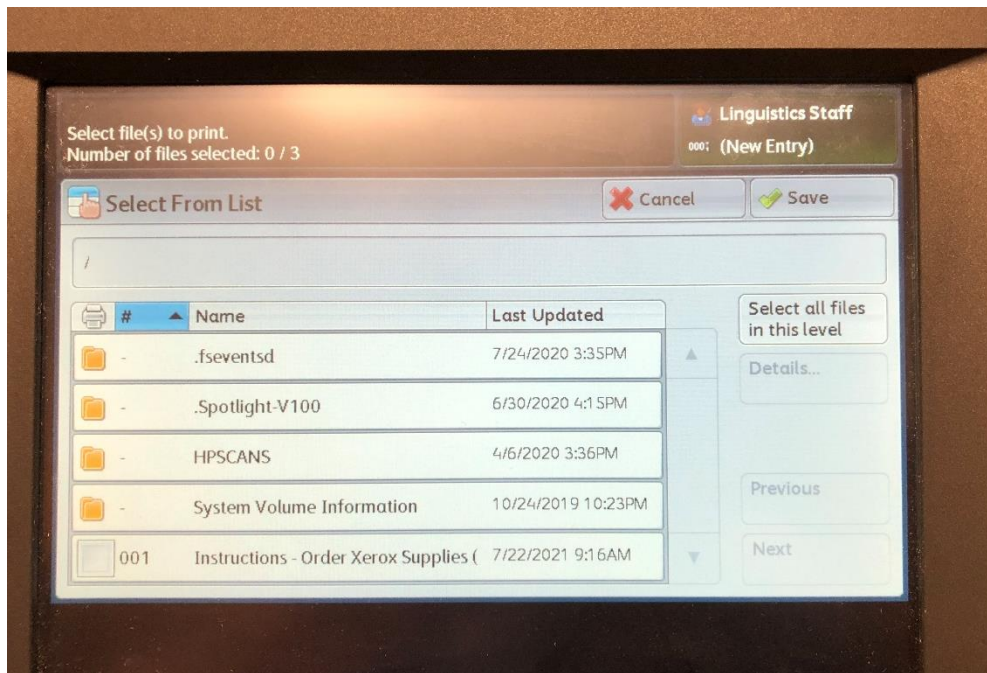 Select file(s) to print.
Number of files selected: 0 / 3
Linguistics Staff
(New Entry)
Select From List
Cancel
Save
/
# Name Last Updated
Select all files
in this level
.fseventsd 7/24/2020 3:35PM
Details...
- .Spotlight-V100 6/30/2020 4:15PM
- HPSCANS 4/6/2020 3:36PM
- System Volume Information 10/24/2019 10:23PM
Previous
001 Instructions - Order Xerox Supplies ( 7/22/2021 9:16AM
Next